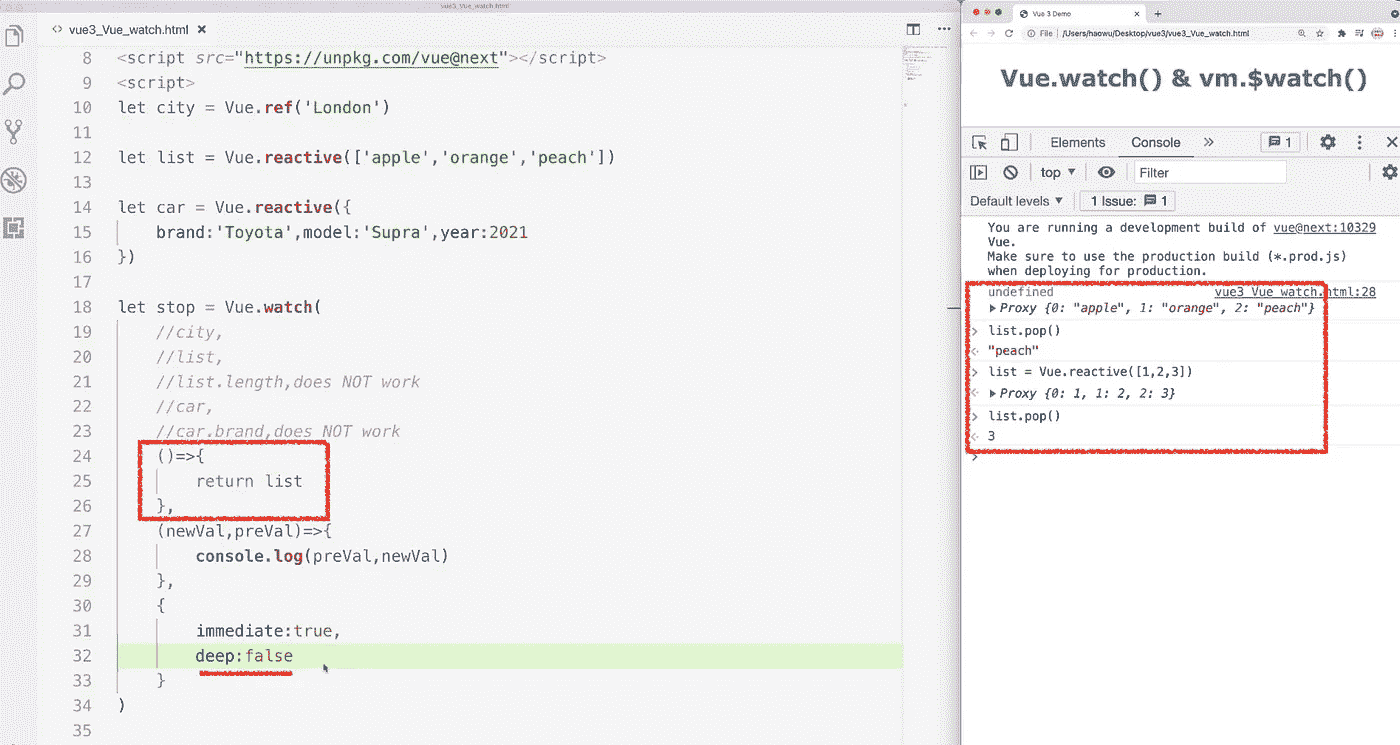 vue3_Vue_watch.html
<> vue3_Vue_watch.html ×
8 <script src="https://unpkg.com/vue@next"></script>
9 <script>
10 let city = Vue.ref('London')
11
12 let list = Vue.reactive(['apple','orange','peach'])
13
14 let car = Vue.reactive({
15 brand:'Toyota',model:'Supra',year:2021
16 })
17
18 let stop = Vue.watch(
19 //city,
20 //list,
21 //list.length,does NOT work
22 //car,
23 //car.brand,does NOT work
24 ()=>{
25 return list
26 },
27 (newVal,preVal)=>{
28 console.log(preVal,newVal)
29 },
30 {
31 immediate:true,
32 deep:false
33 }
34 )
35
Vue 3 Demo
File /Users/haowu/Desktop/vue3/vue3_Vue_watch.html
Vue.watch() & vm.$watch()
Elements Console » 1
top Filter
Default levels 1 Issue: 1
You are running a development build of vue@next:10329
Vue.
Make sure to use the production build (*.prod.js)
when deploying for production.
undefined vue3_Vue_watch.html:28
Proxy {0: "apple", 1: "orange", 2: "peach"}
> list.pop()
"peach"
> list = Vue.reactive([1,2,3])
Proxy {0: 1, 1: 2, 2: 3}
> list.pop()
3
>